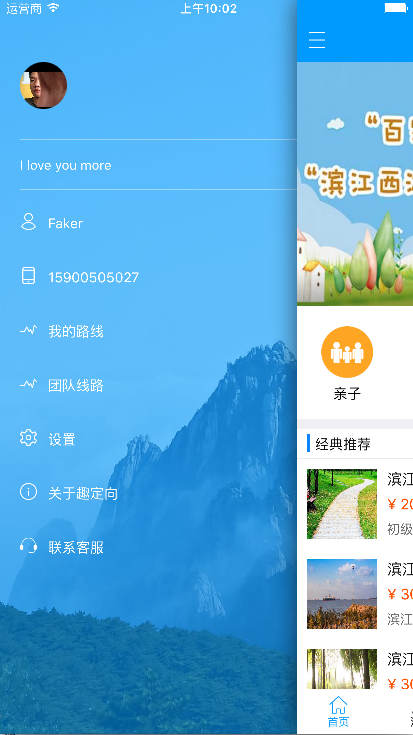 运营商
上午10:02
I love you more
Faker
15900505027
我的路线
团队线路
设置
关于趣定向
联系客服
“百
“滨江西
亲子
经典推荐
滨江
¥ 20
初级
滨江
¥ 30
滨江
滨江
¥ 30
首页